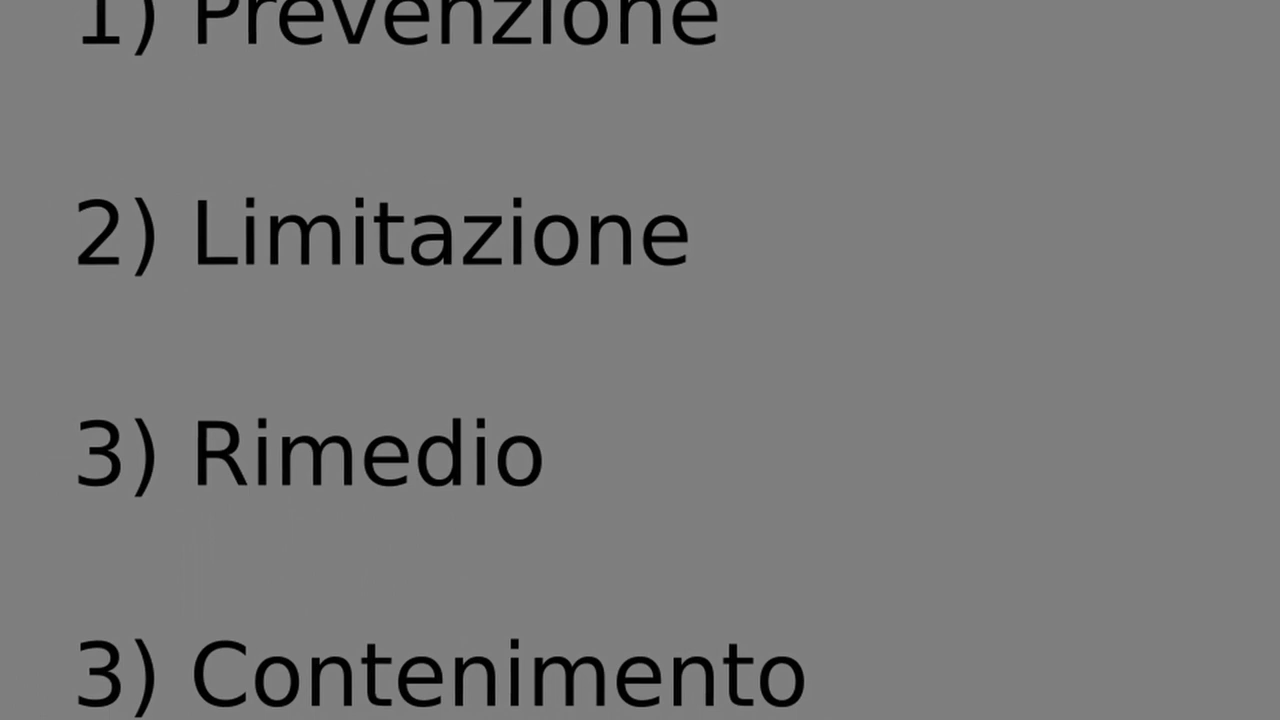 1) Prevenzione
2) Limitazione
3) Rimedio
3) Contenimento